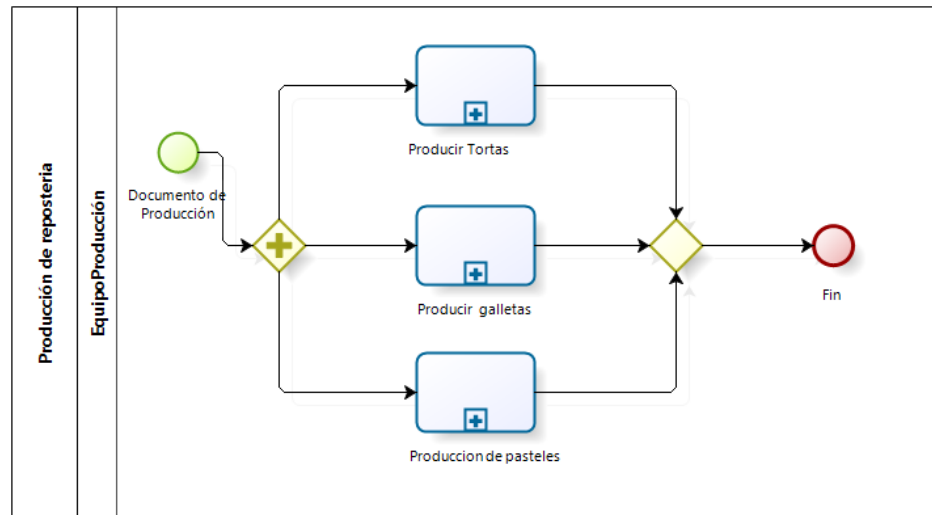 Producción de reposteria
EquipoProducción
Documento de
Producción
Producir Tortas
Producir galletas
Produccion de pasteles
Fin